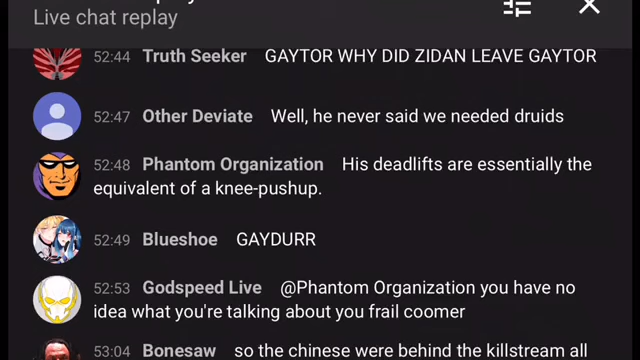 Live chat replay
52:44 Truth Seeker GAYTOR WHY DID ZIDAN LEAVE GAYTOR
52:47 Other Deviate Well, he never said we needed druids
52:48 Phantom Organization His deadlifts are essentially the
equivalent of a knee-pushup.
52:49 Blueshoe GAYDURR
52:53 Godspeed Live @Phantom Organization you have no
idea what you're talking about you frail coomer
53:04 Bonesaw so the chinese were behind the killstream all